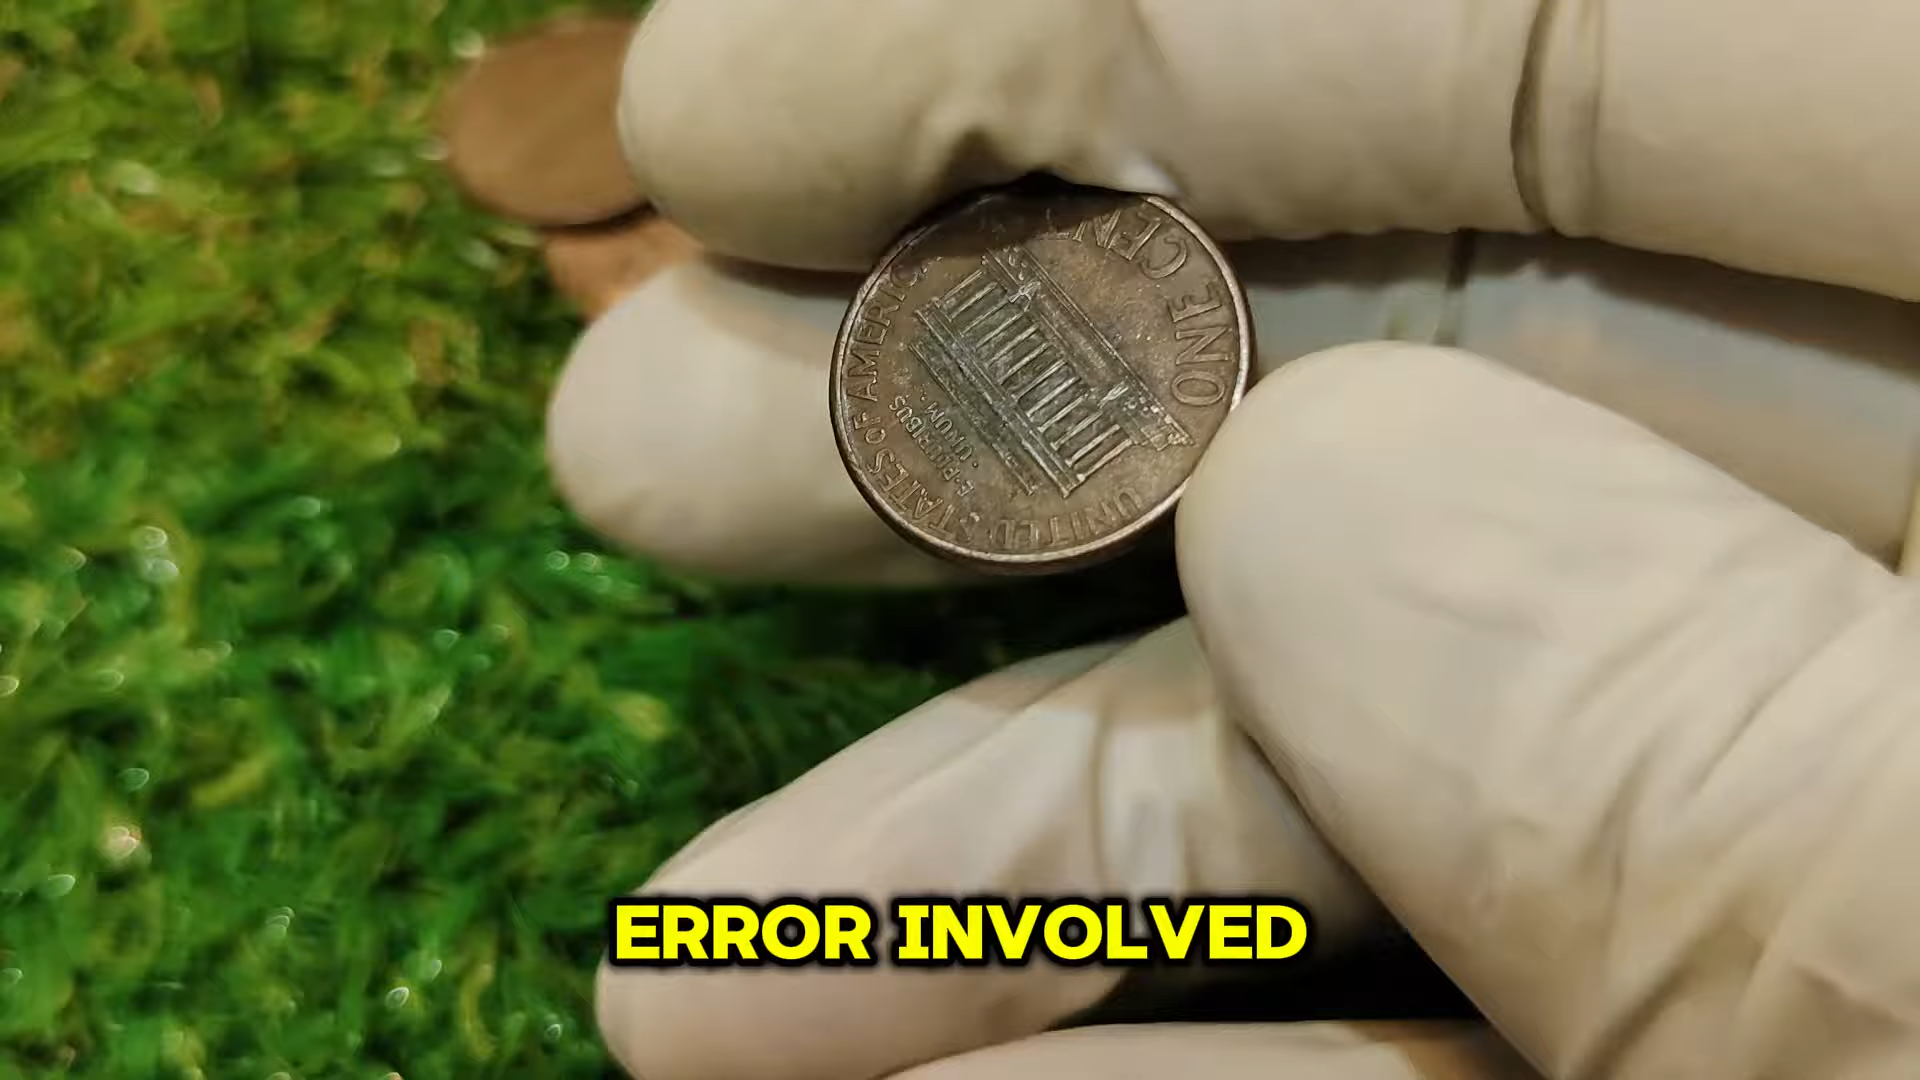 UNITED STATES OF AMERICA
E·PLURIBUS
·UNUM·
ONE CENT
ERROR INVOLVED